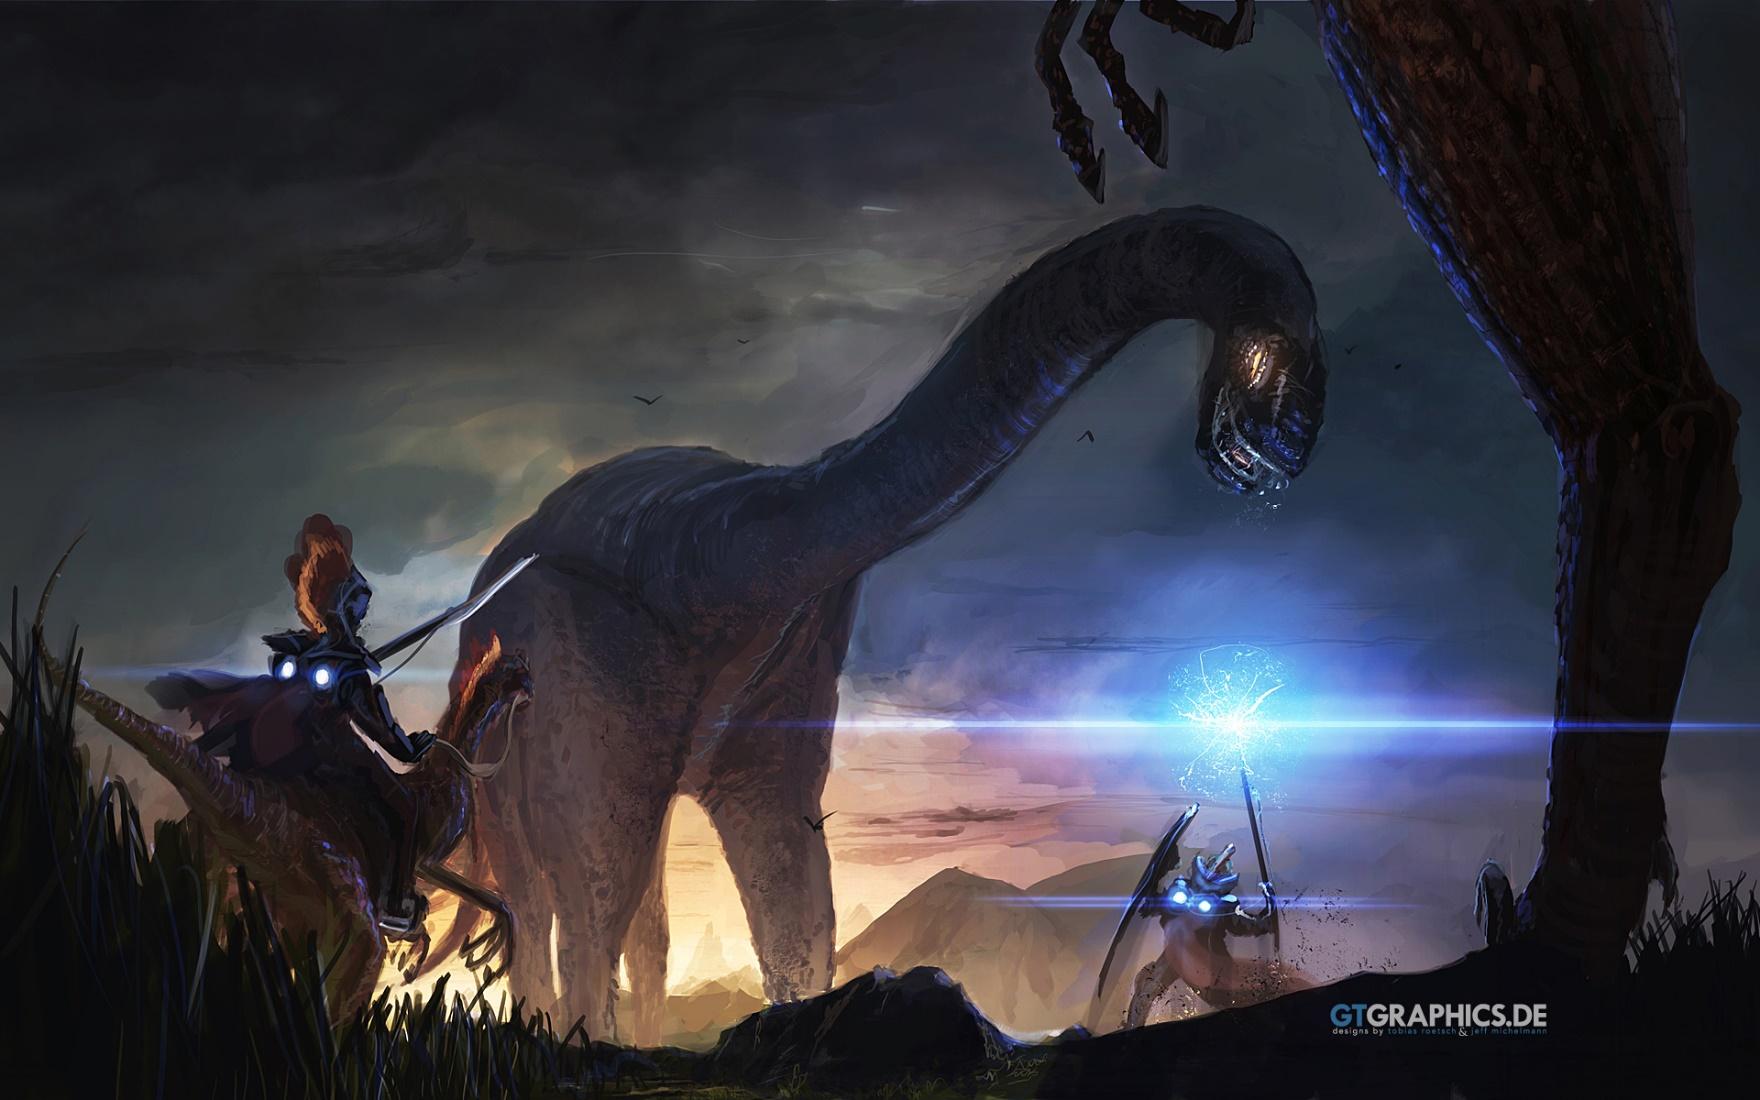 GTGRAPHICS.DE
designs by tobias roetsch & jeff michelmann